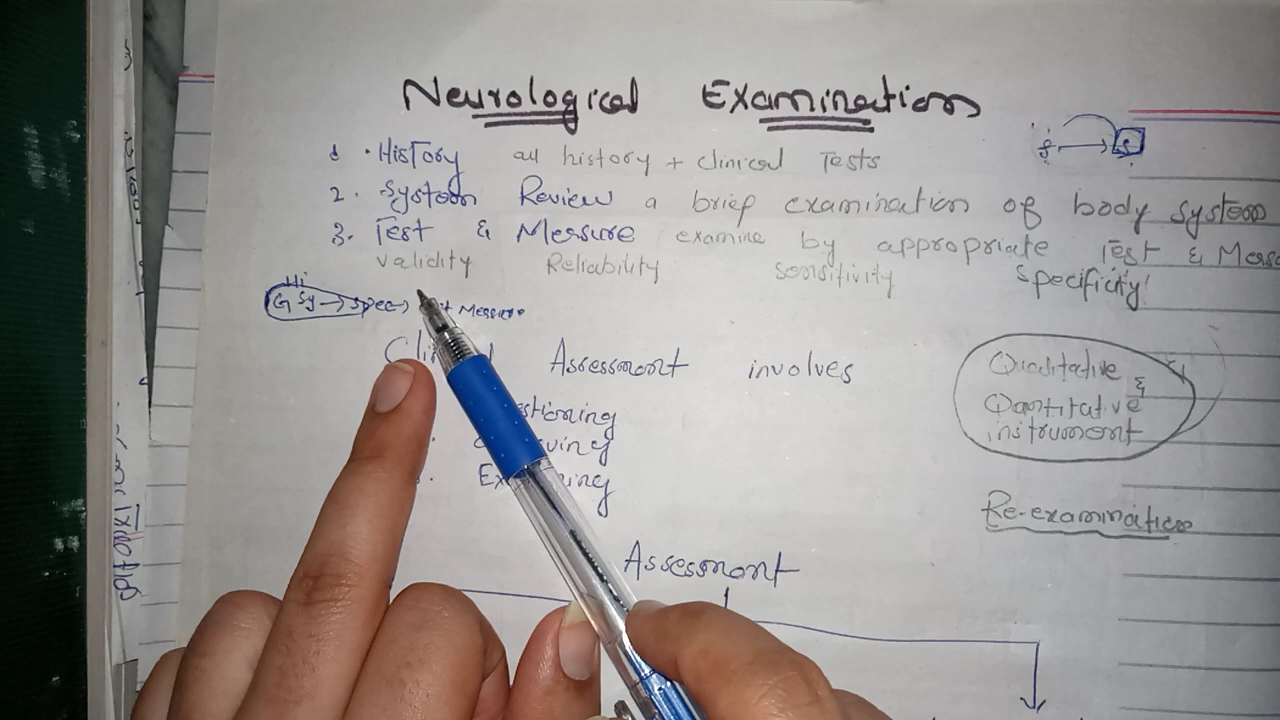 Neurological Examination
1 · History all history + clinical Tests
2. System Review a brief examination of body system
3. Test & Measure examine by appropriate Test & Meas
validity Reliability sensitivity specificity!
Hi
G Sy → spec → Measure
Assessment involves
Qualitative &
Quantitative
instrument
Re-examination
Assessment